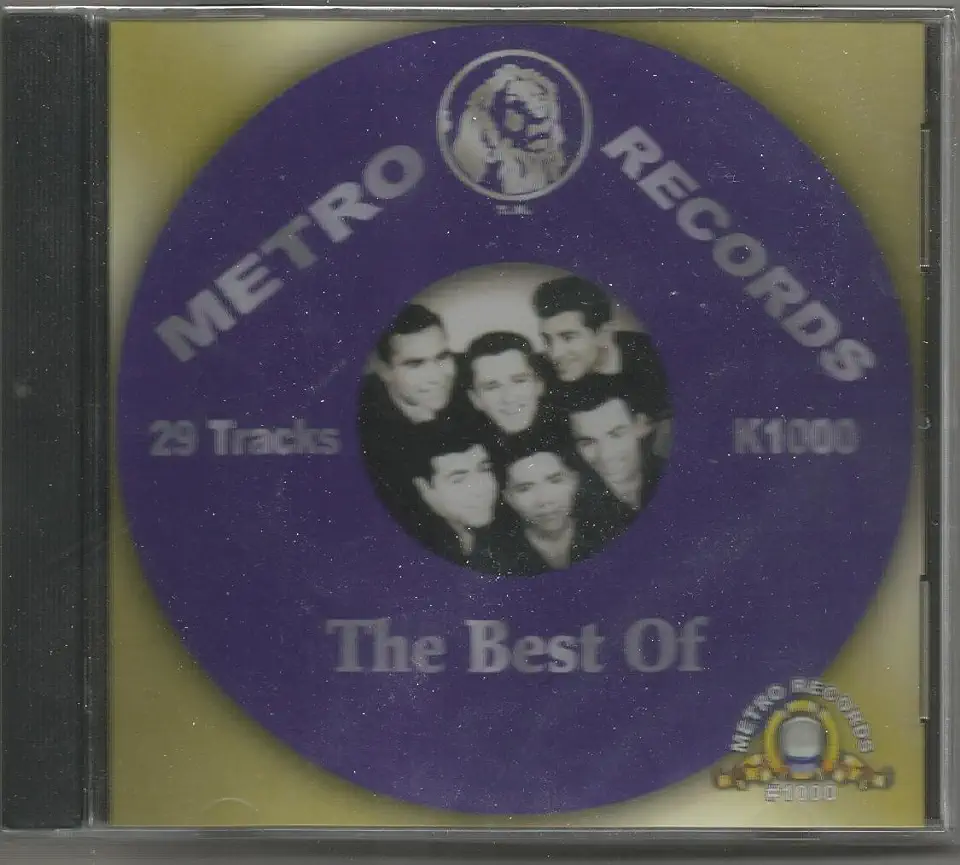 METRO RECORDS
T.M.
29 Tracks
K1000
The Best Of
METRO RECORDS
#1000